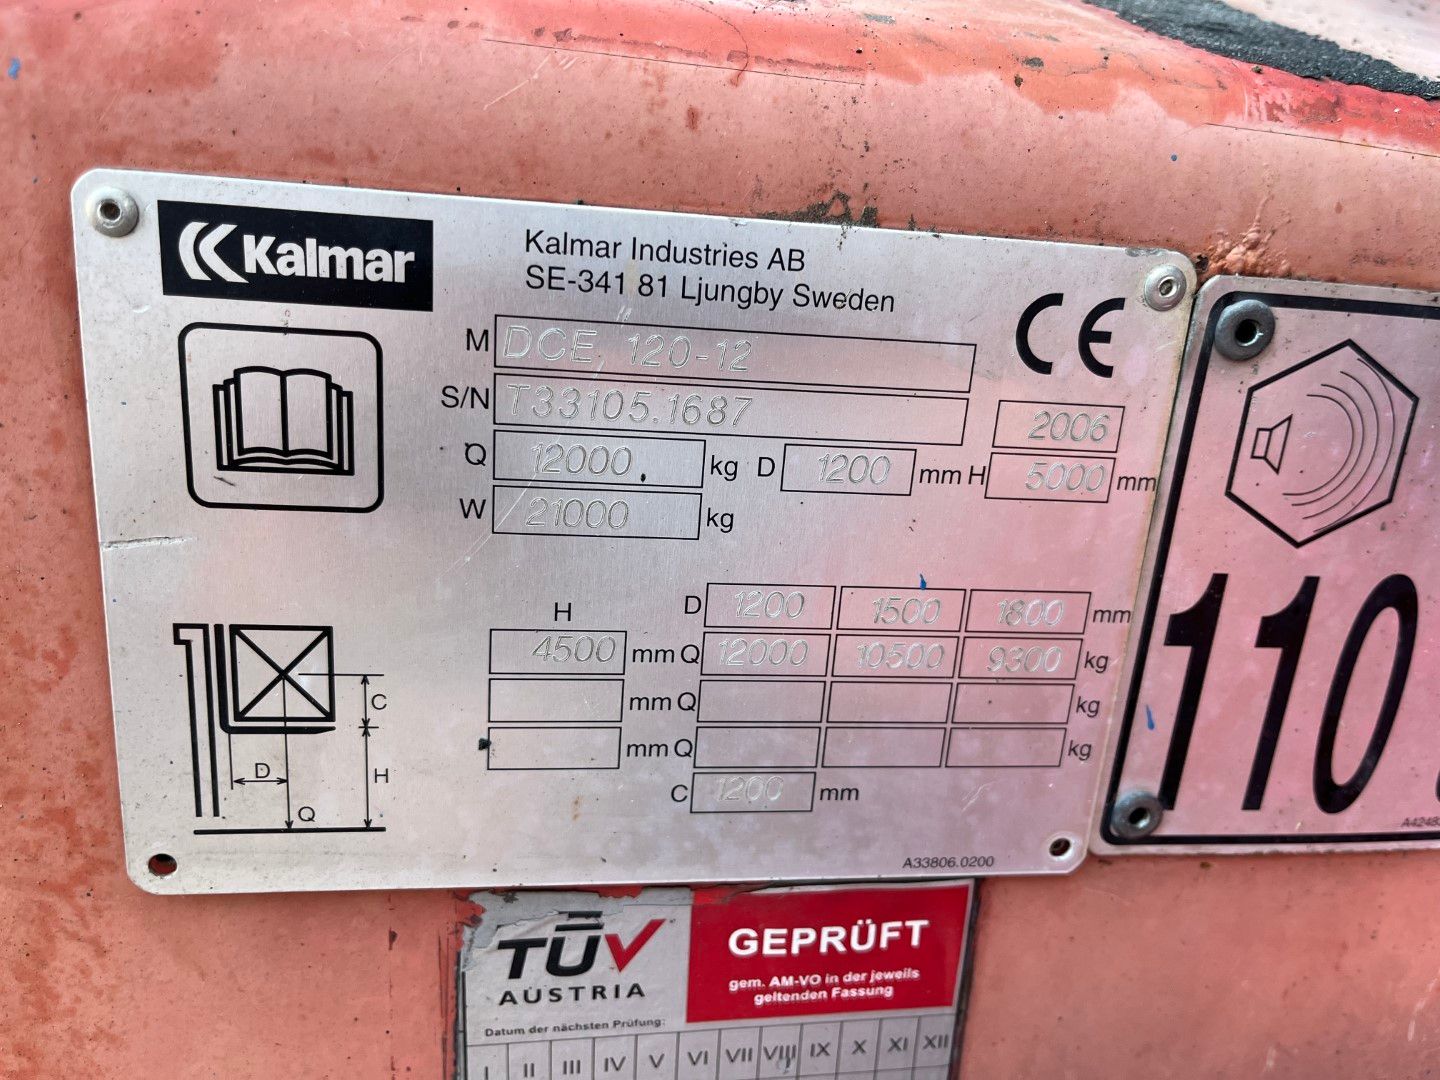 Kalmar
Kalmar Industries AB
SE-341 81 Ljungby Sweden
CE
M DCE 120-12
S/N T33105.1687 2006
Q 12000 kg D 1200 mm H 5000 mm
W 21000 kg
H D 1200 1500 1800 mm
4500 mm Q 12000 10500 9300 kg
mm Q kg
mm Q kg
C 1200 mm
C
D
H
Q
A33806.0200
110
TÜV
AUSTRIA
GEPRÜFT
gem. AM-VO in der jeweils
geltenden Fassung
Datum der nächsten Prüfung:
I II III IV V VI VII VIII IX X XI XII